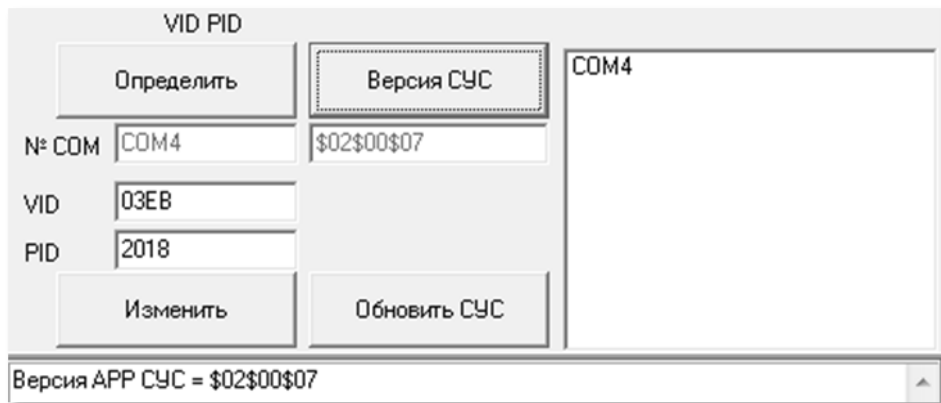 VID PID
Определить
Версия СУС
COM4
№ COM
COM4
$02$00$07
VID
03EB
PID
2018
Изменить
Обновить СУС
Версия APP СУС = $02$00$07